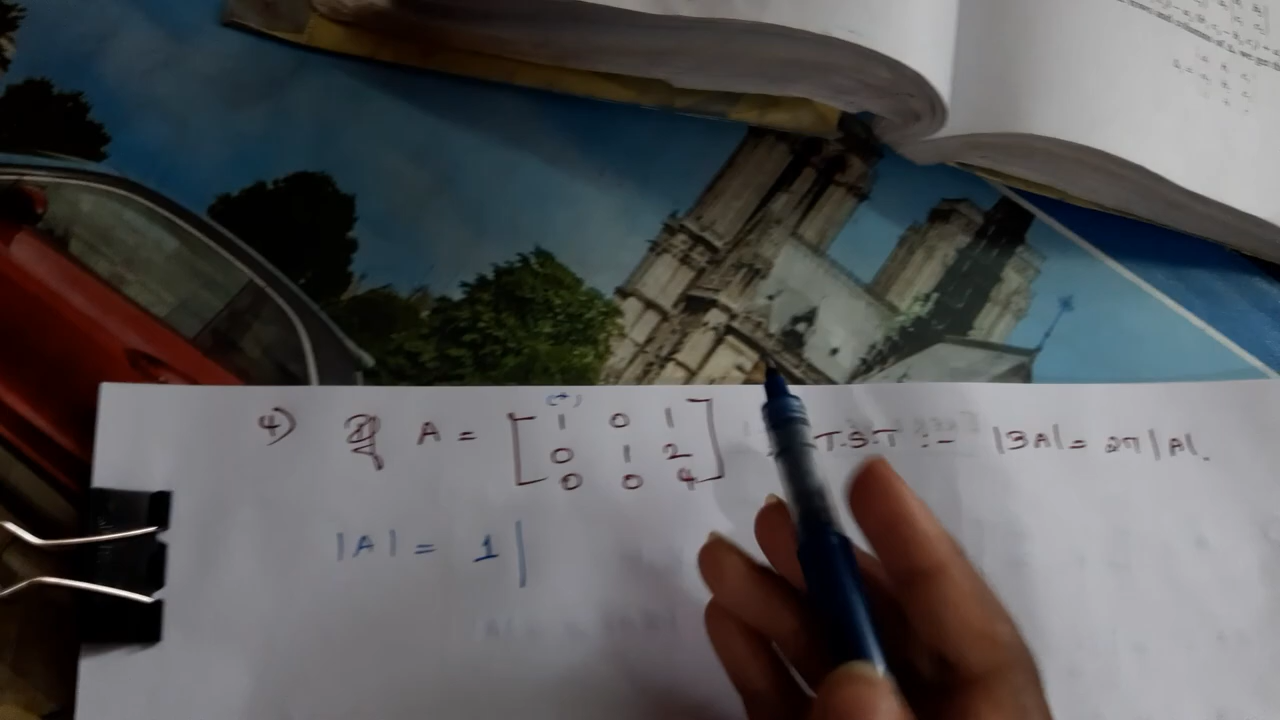 4) If A = [ 1 0 1 T.S.T :- |3A| = 27 |A|.
(+)
0 1 2
0 0 4 ]
|A| = 1 |